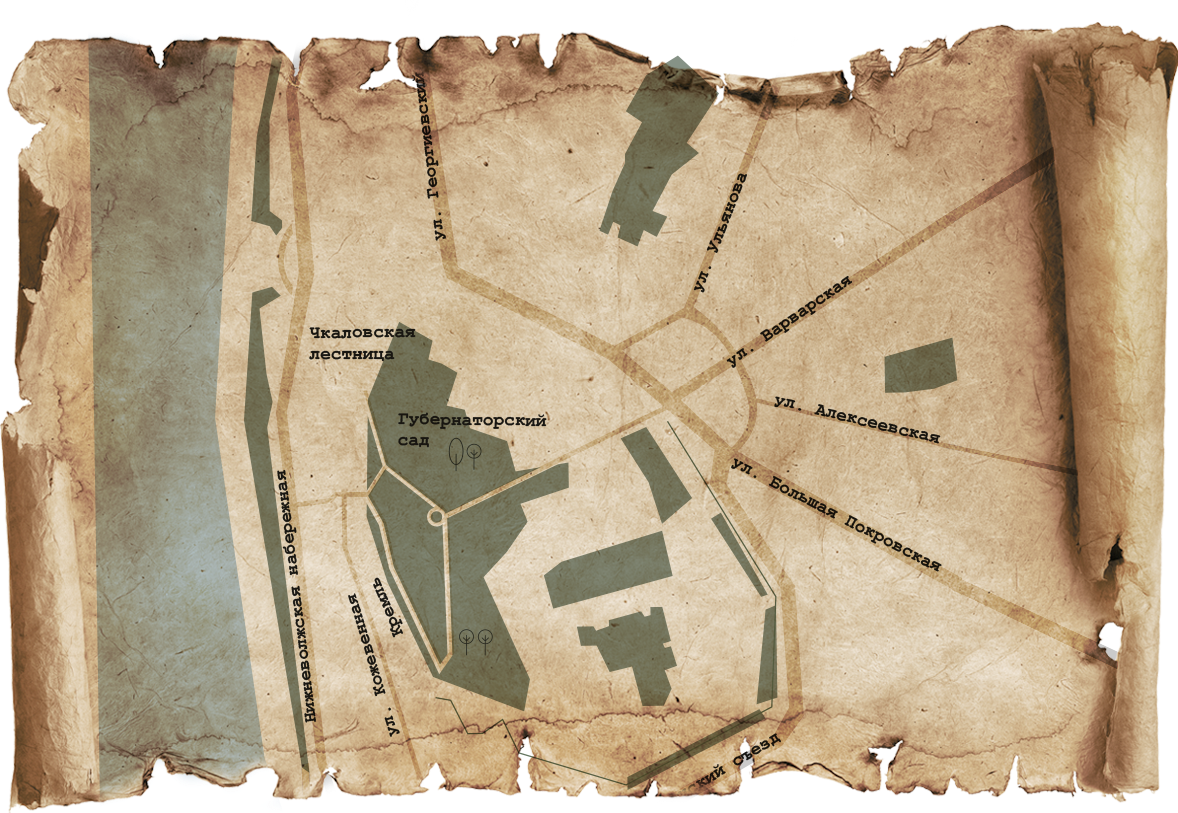 ул. Георгиевский
ул. Ульянова
ул. Варварская
Чкаловская
лестница
ул. Алексеевская
Губернаторский
сад
ул. Большая Покровская
Нижневолжская набережная
Кремль
ул. Кожевенная
кий съезд